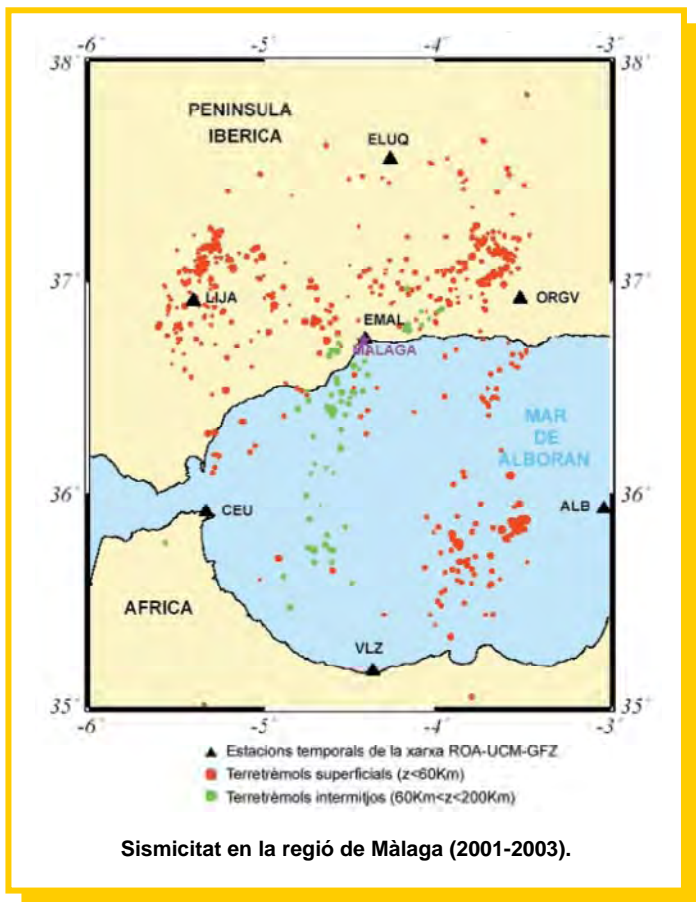 -6˚ -5˚ -4˚ -3˚
38˚ 38˚
PENINSULA
IBERICA
ELUQ
37˚ 37˚
LIJA
ORGV
EMAL
MALAGA
MAR
DE
ALBORAN
36˚ 36˚
CEU
ALB
AFRICA
VLZ
35˚ 35˚
-6˚ -5˚ -4˚ -3˚
Estacions temporals de la xarxa ROA-UCM-GFZ
Terretrèmols superficials (z<60Km)
Terretrèmols intermitjos (60Km<z<200Km)
Sismicitat en la regió de Màlaga (2001-2003).